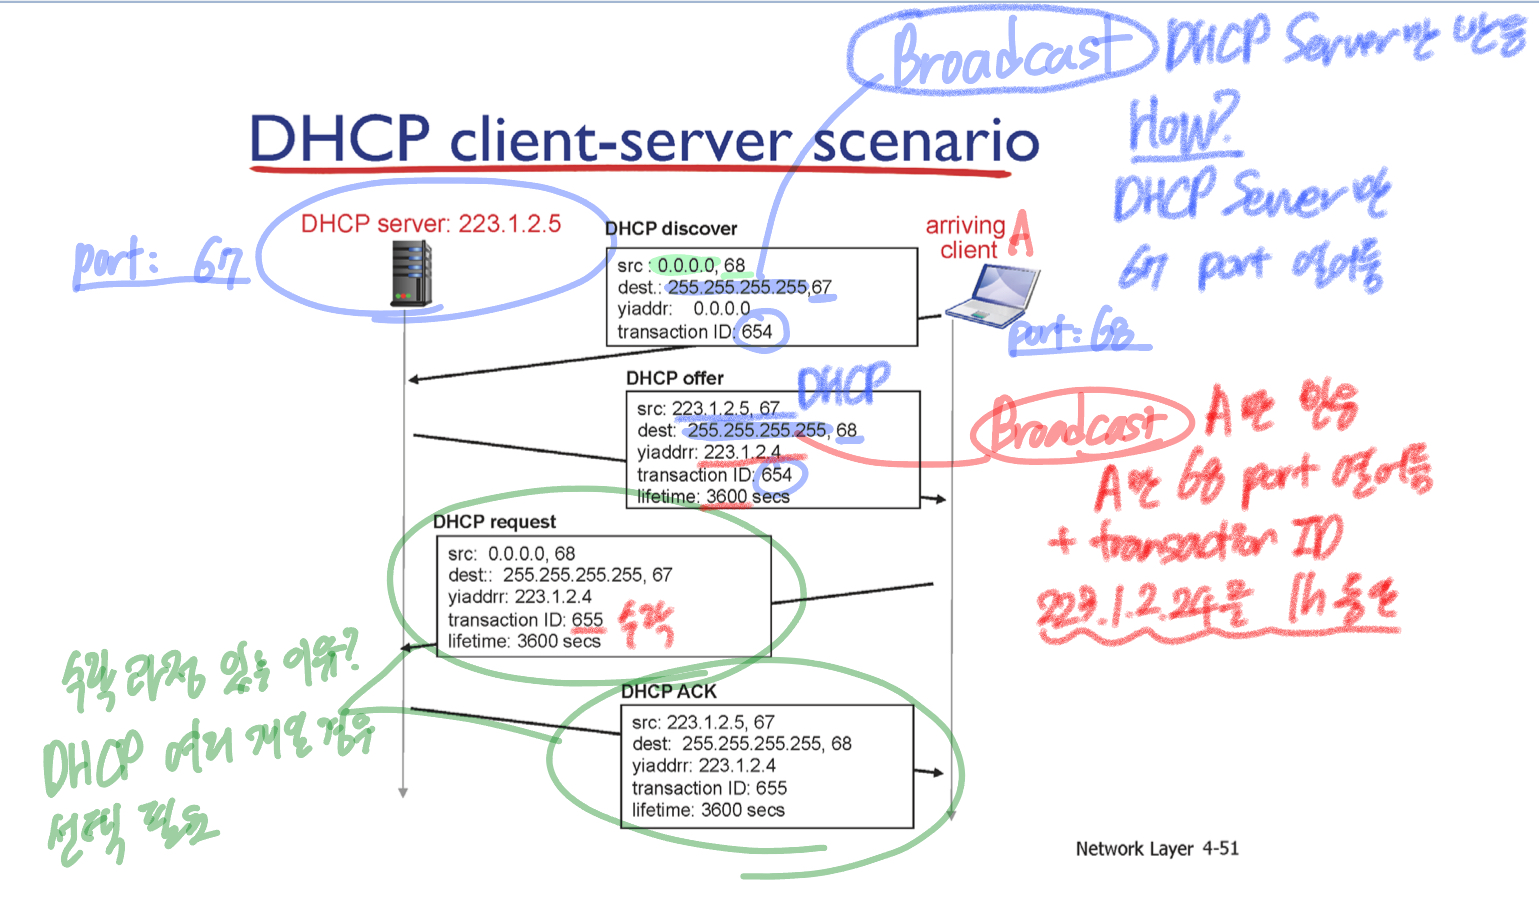 Broadcast DHCP Server만 반응
How?
DHCP Server만
67 port 열어둠
DHCP client-server scenario
DHCP server: 223.1.2.5
port: 67
arriving
client A
port: 68
DHCP discover
src : 0.0.0.0, 68
dest.: 255.255.255.255,67
yiaddr: 0.0.0.0
transaction ID: 654
DHCP offer
DHCP
src: 223.1.2.5, 67
dest: 255.255.255.255, 68
yiaddrr: 223.1.2.4
transaction ID: 654
lifetime: 3600 secs
Broadcast A만 받음
A만 68 port 열어둠
+ transaction ID
223.1.2.24를 1h 동안
DHCP request
src: 0.0.0.0, 68
dest:: 255.255.255.255, 67
yiaddrr: 223.1.2.4
transaction ID: 655 수락
lifetime: 3600 secs
수락 과정 있는 이유?
DHCP 여러 개일 경우
선택 필요
DHCP ACK
src: 223.1.2.5, 67
dest: 255.255.255.255, 68
yiaddrr: 223.1.2.4
transaction ID: 655
lifetime: 3600 secs
Network Layer 4-51